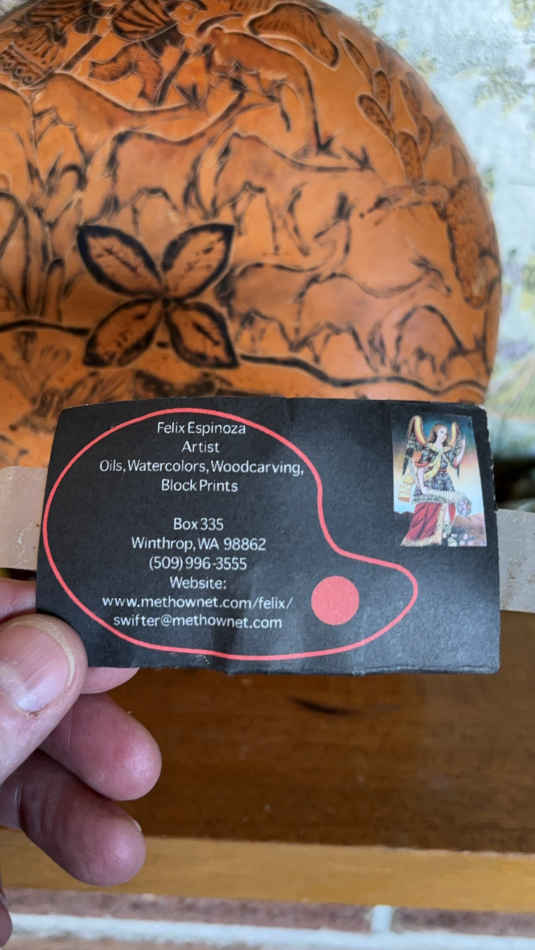 Felix Espinoza
Artist
Oils, Watercolors, Woodcarving,
Block Prints
Box 335
Winthrop, WA 98862
(509) 996-3555
Website:
www.methownet.com/felix/
swifter@methownet.com